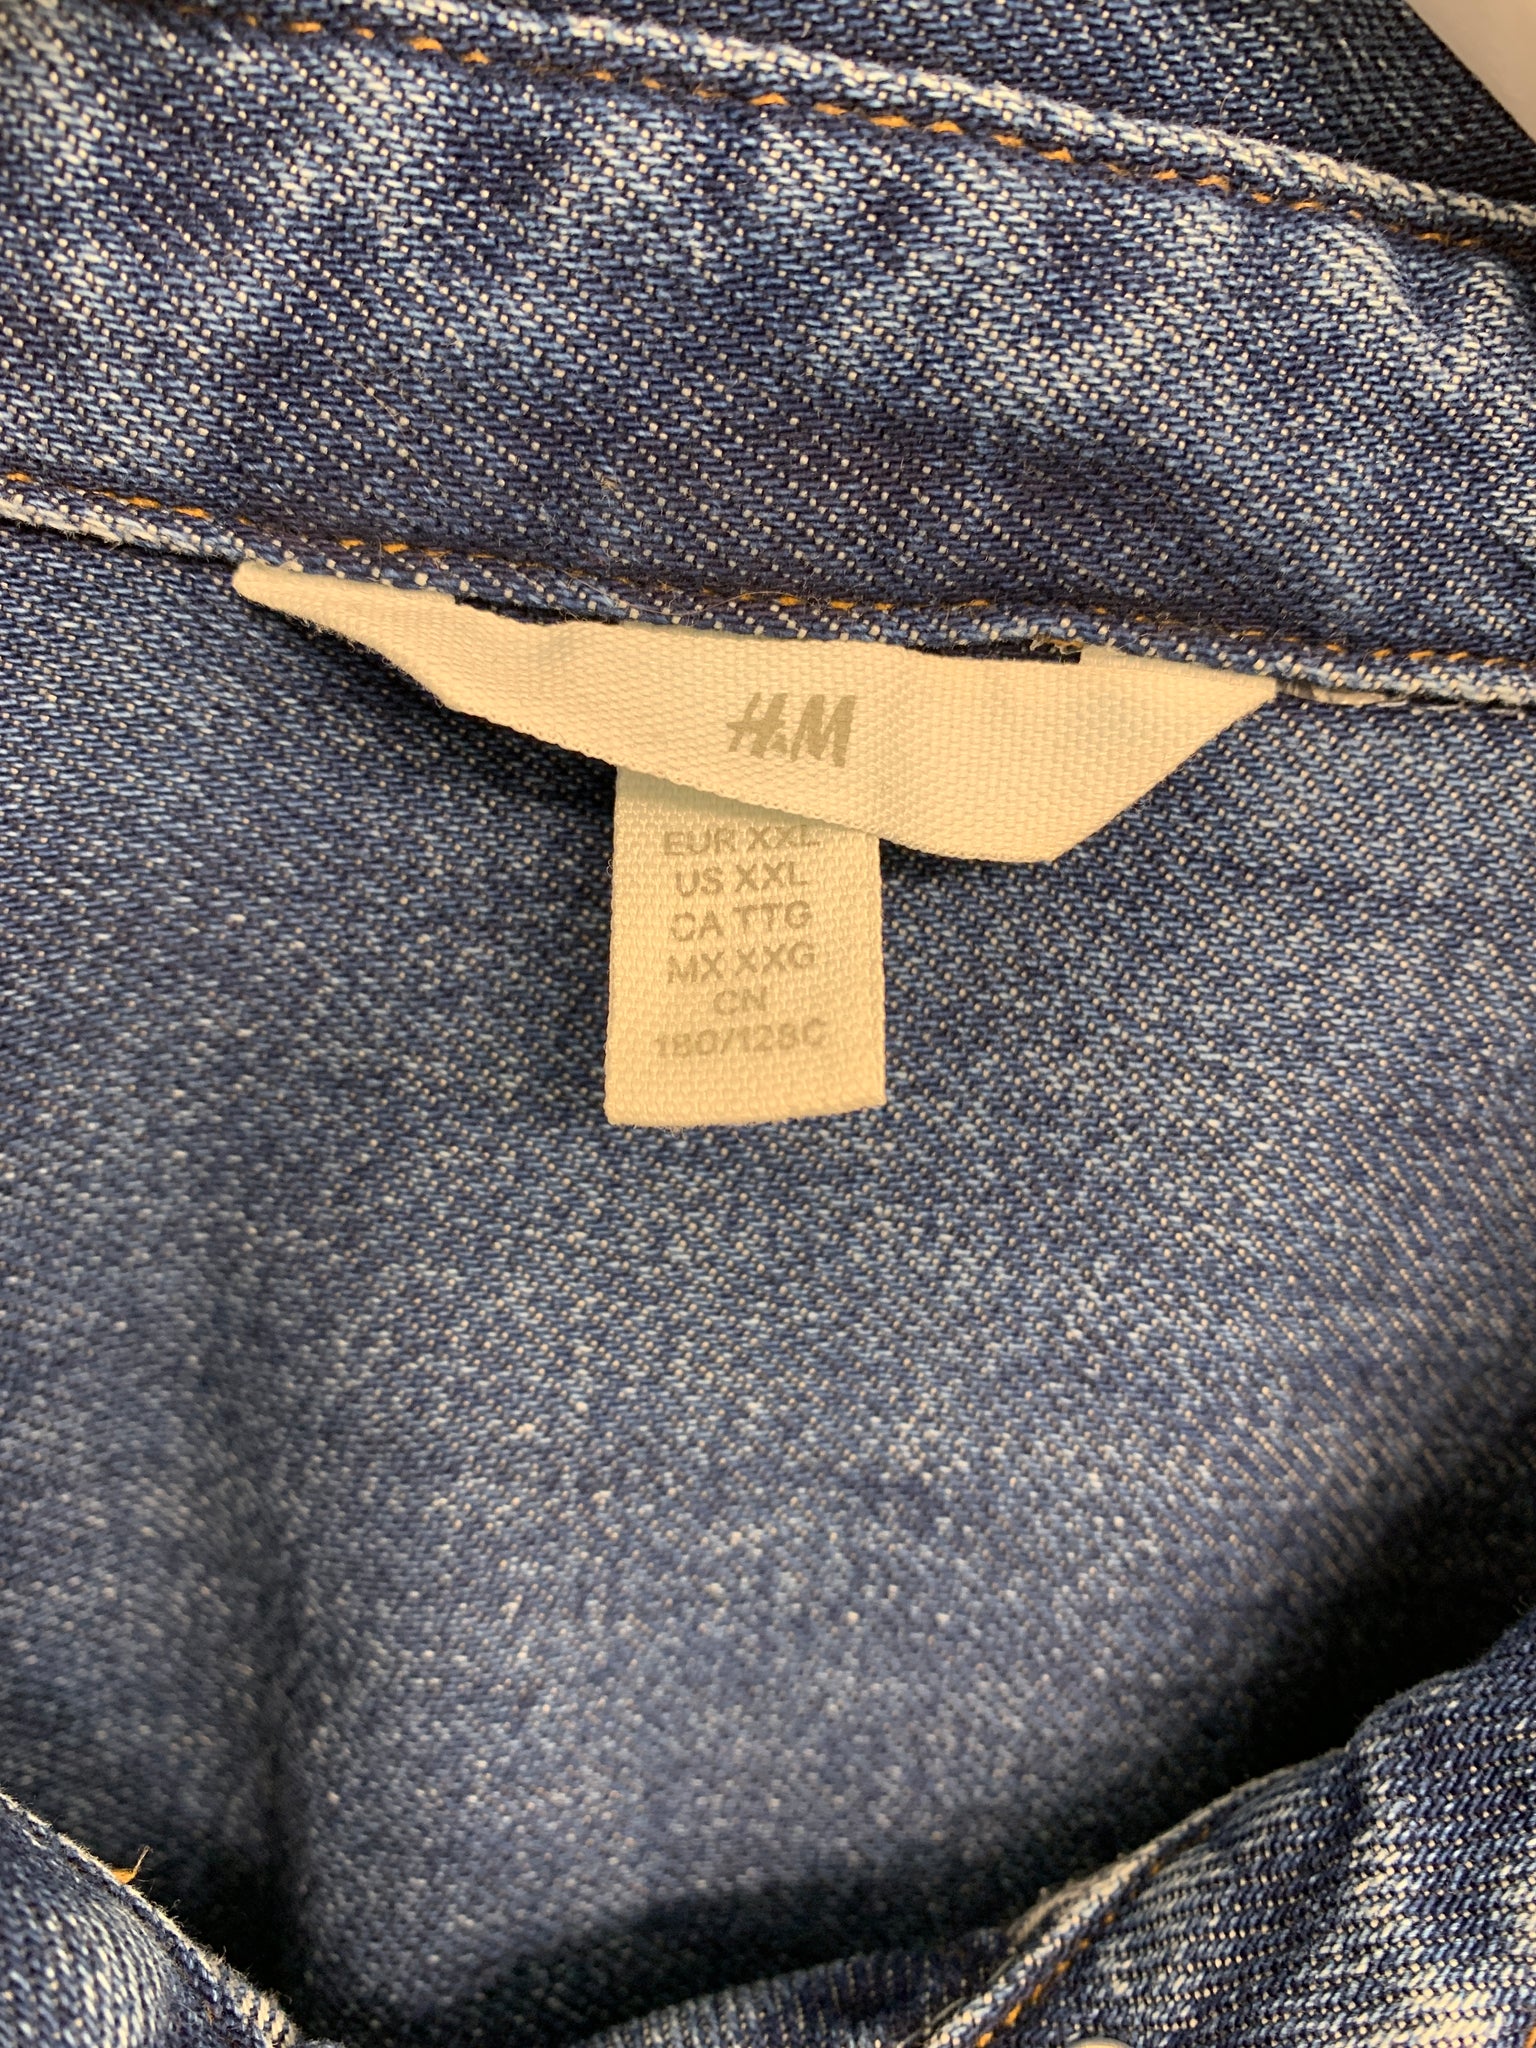 H&M
EUR XXL
US XXL
CA TTG
MX XXG
CN
180/128C